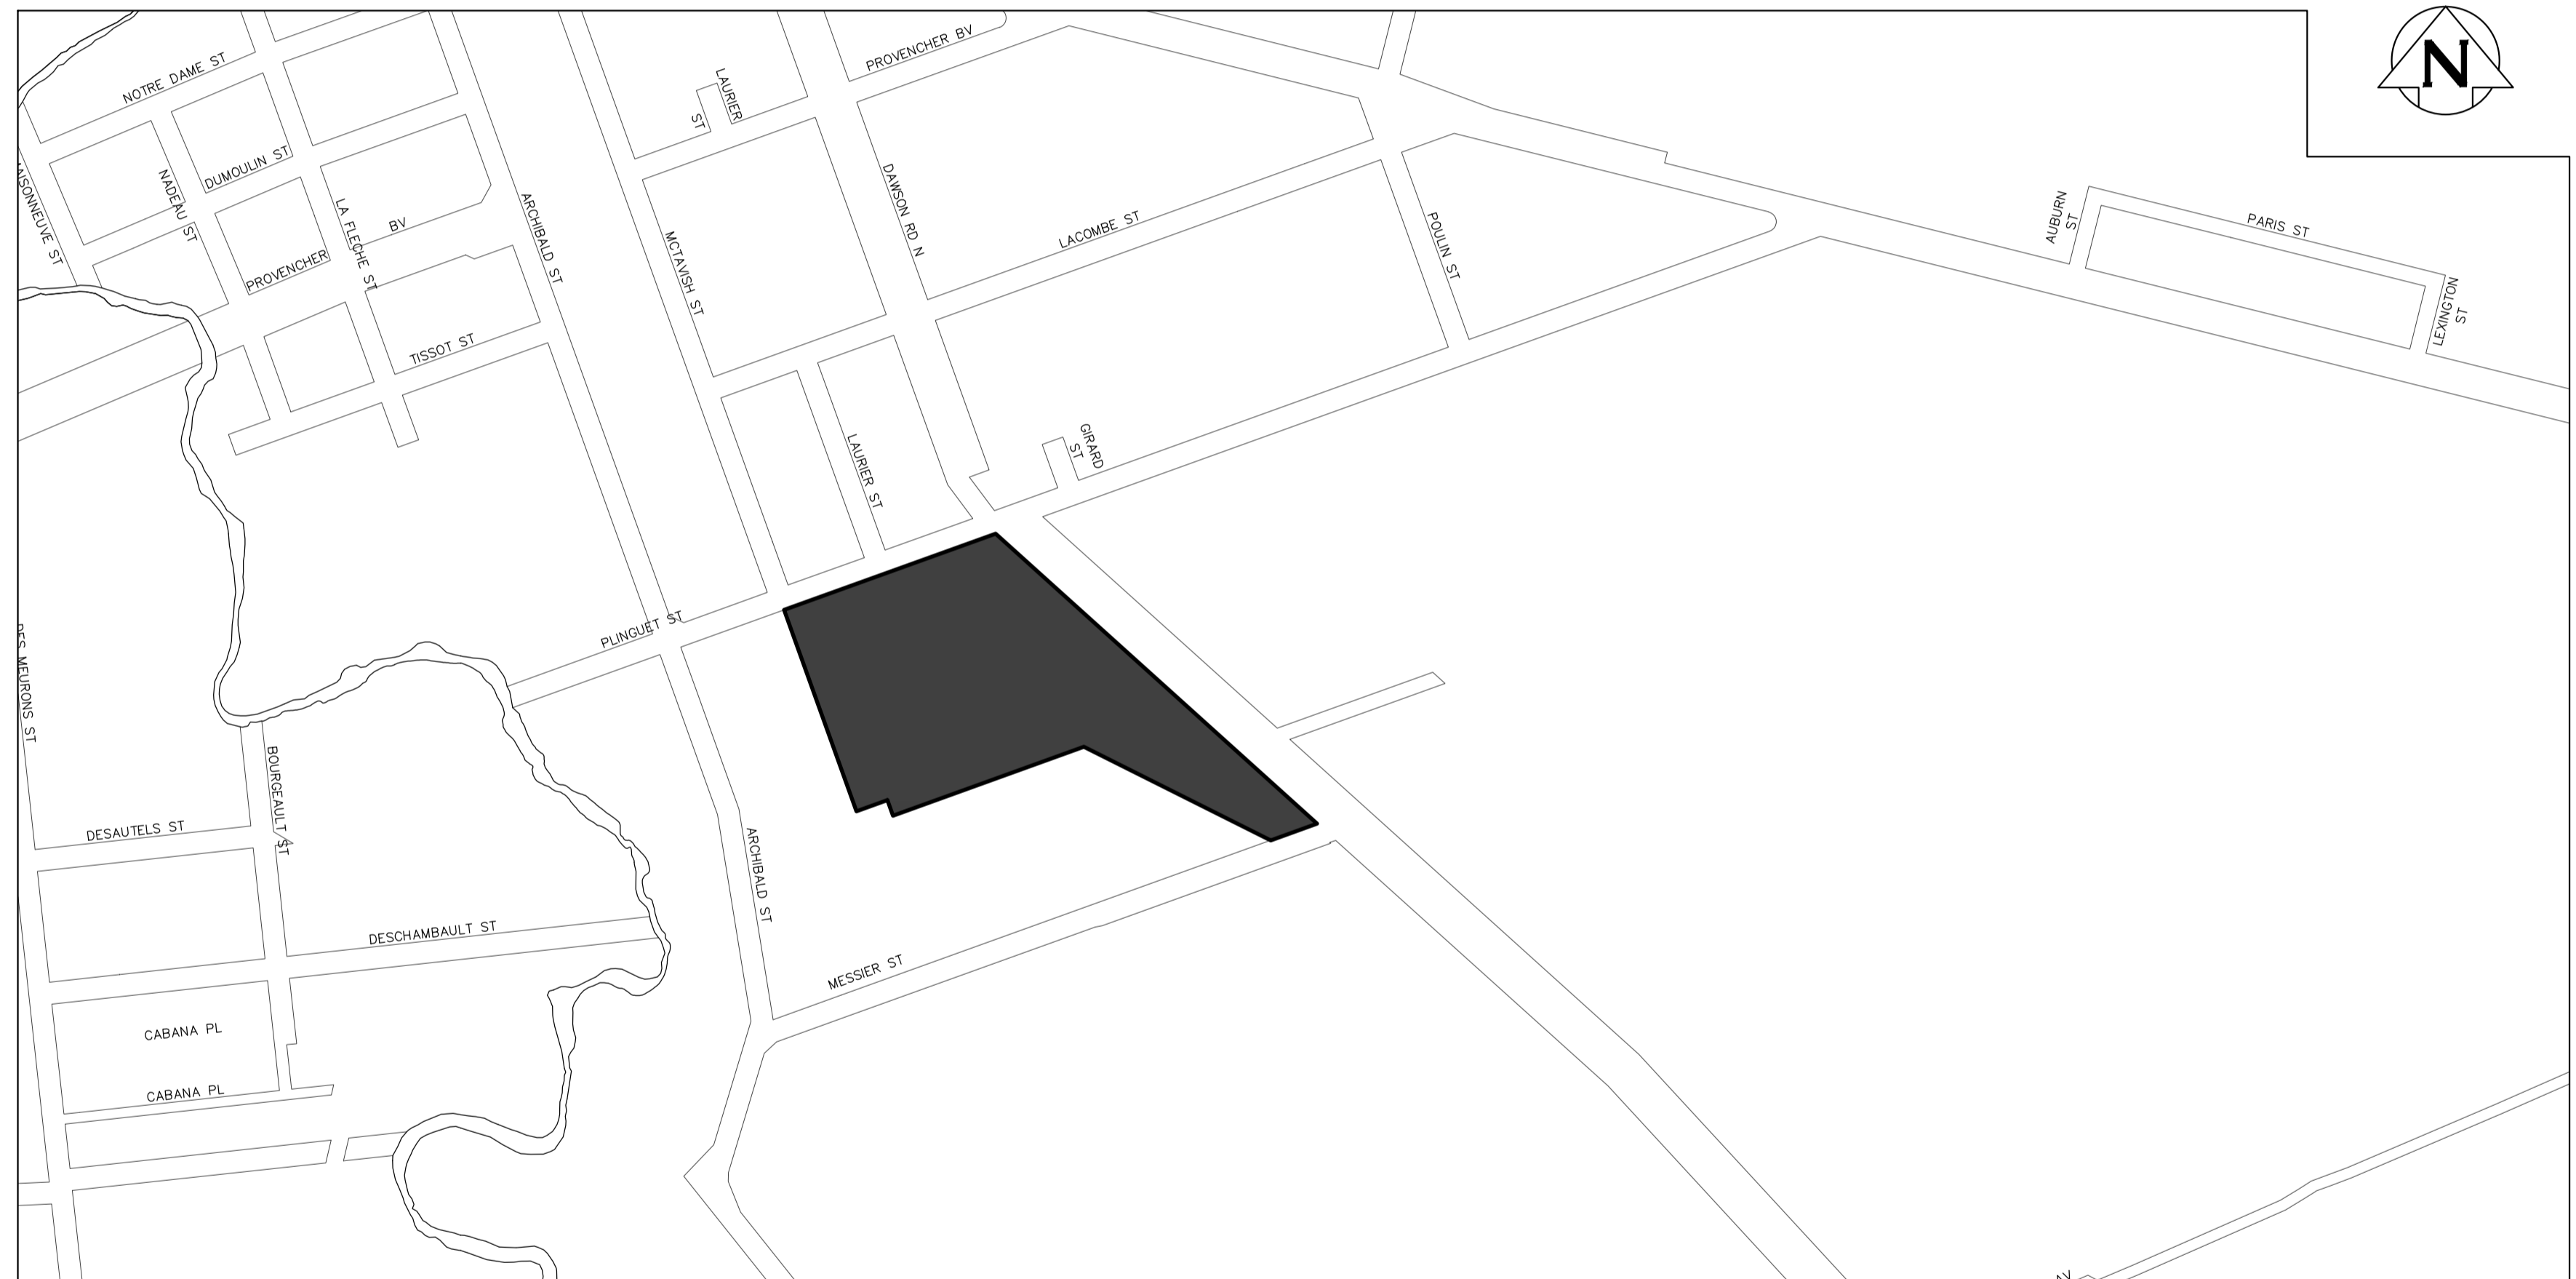 N
PROVENCHER BV
NOTRE DAME ST
LAURIER
ST
DUMOULIN ST
NADEAU ST
DAWSON RD N
AISONNEUVE ST
LA FLECHE ST
BV
ARCHIBALD ST
LACOMBE ST
POULIN ST
AUBURN
ST
PARIS ST
PROVENCHER
MCTAVISH ST
LEXINGTON
ST
TISSOT ST
GIRARD
ST
LAURIER ST
PLINGUET ST
DES MEURONS ST
BOURGEAULT ST
DESAUTELS ST
ARCHIBALD ST
DESCHAMBAULT ST
MESSIER ST
CABANA PL
CABANA PL